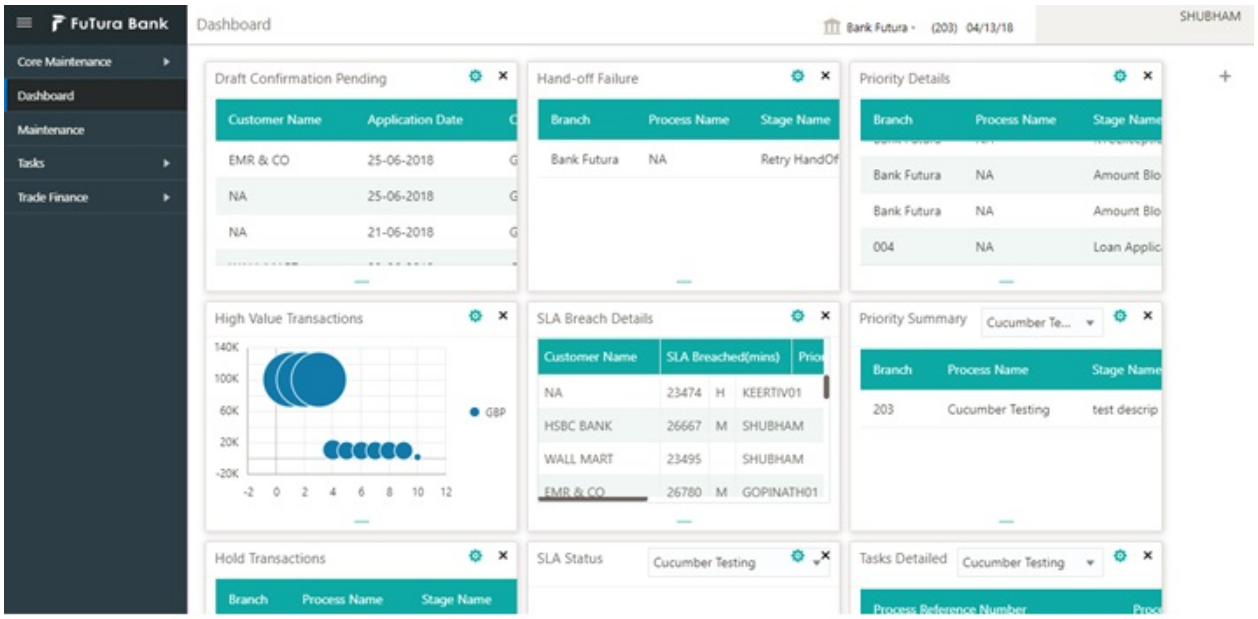 FuTura Bank
Dashboard
Bank Futura - (203) 04/13/18
SHUBHAM
Core Maintenance
Dashboard
Maintenance
Tasks
Trade Finance
Draft Confirmation Pending
Customer Name Application Date C
EMR & CO 25-06-2018 G
NA 25-06-2018 G
NA 21-06-2018 G
Hand-off Failure
Branch Process Name Stage Name
Bank Futura NA Retry HandOf
Priority Details
Branch Process Name Stage Name
Bank Futura NA Amount Blo
Bank Futura NA Amount Blo
004 NA Loan Applic
High Value Transactions
140K
100K
60K
20K
-20K
-2 0 2 4 6 8 10 12
GBP
SLA Breach Details
Customer Name SLA Breached(mins) Prior
NA 23474 H KEERTIV01
HSBC BANK 26667 M SHUBHAM
WALL MART 23495 SHUBHAM
EMR & CO 26780 M GOPINATH01
Priority Summary Cucumber Te...
Branch Process Name Stage Name
203 Cucumber Testing test descrip
Hold Transactions
Branch Process Name Stage Name
SLA Status Cucumber Testing
Tasks Detailed Cucumber Testing
Process Reference Number Proce